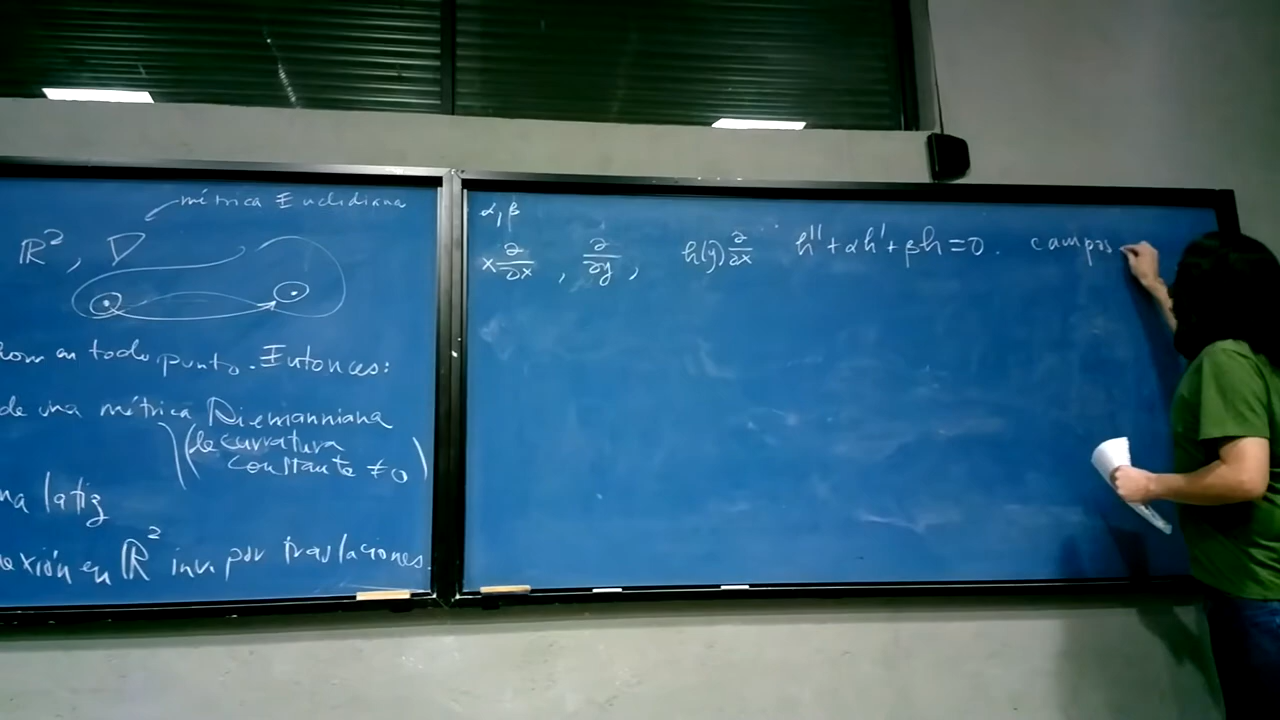 métrica Euclidiana
ℝ², ∇
hom en todo punto. Entonces:
de una métrica Riemanniana
(de curvatura
constante ≠ 0)
na latiz
exión en ℝ² inv por traslaciones.
α, β
x ∂/∂x , ∂/∂y , h(y) ∂/∂x h'' + αh' + βh = 0. campos